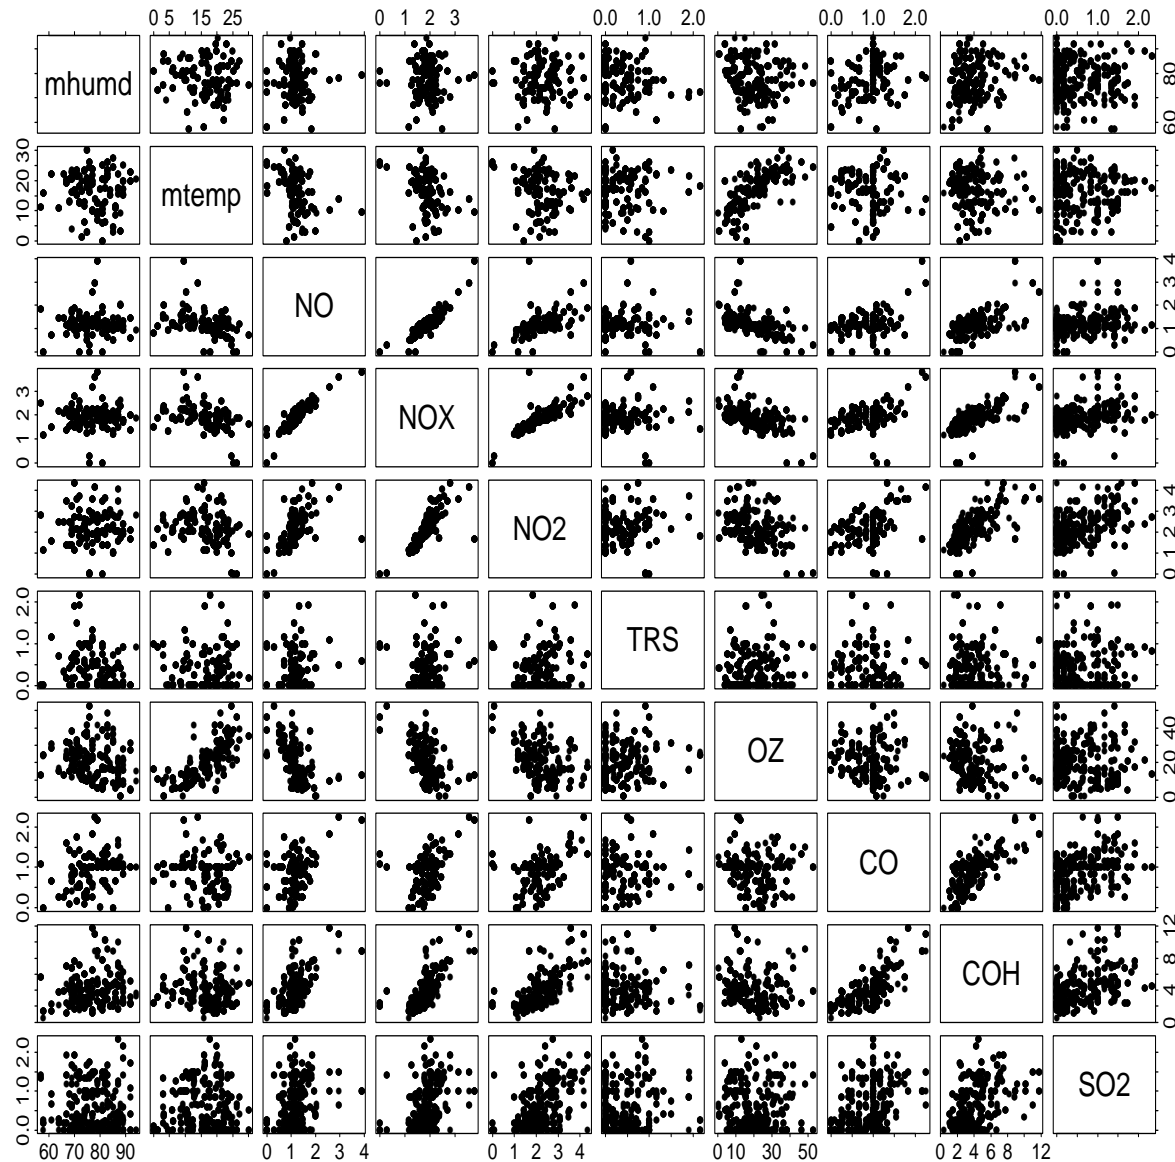 0 5 15 25 0 1 2 3 0.0 1.0 2.0 0.0 1.0 2.0 0.0 1.0 2.0
mhumd 60 80
0 10 20 30 mtemp
NO 0 1 2 3 4
0 1 2 3 NOX
NO2 0 1 2 3 4
0.0 1.0 2.0 TRS
OZ 0 20 40
0.0 1.0 2.0 CO
COH 0 4 8 12
0.0 1.0 2.0 SO2
60 70 80 90 0 1 2 3 4 0 1 2 3 4 0 10 30 50 0 2 4 6 8 12